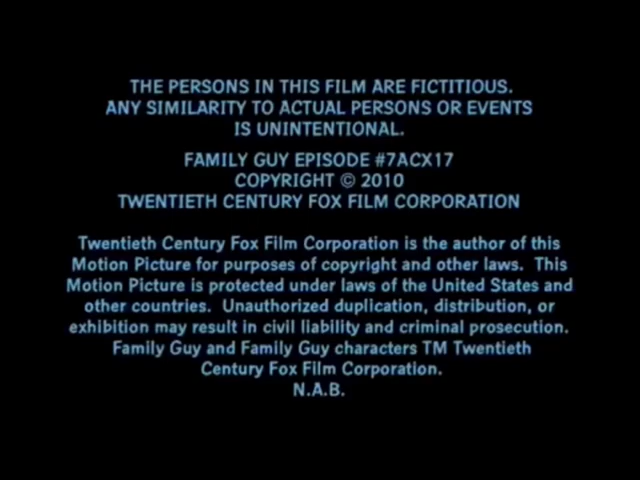 THE PERSONS IN THIS FILM ARE FICTITIOUS.
ANY SIMILARITY TO ACTUAL PERSONS OR EVENTS
IS UNINTENTIONAL.
FAMILY GUY EPISODE #7ACX17
COPYRIGHT © 2010
TWENTIETH CENTURY FOX FILM CORPORATION
Twentieth Century Fox Film Corporation is the author of this
Motion Picture for purposes of copyright and other laws.  This
Motion Picture is protected under laws of the United States and
other countries.  Unauthorized duplication, distribution, or
exhibition may result in civil liability and criminal prosecution.
Family Guy and Family Guy characters TM Twentieth
Century Fox Film Corporation.
N.A.B.